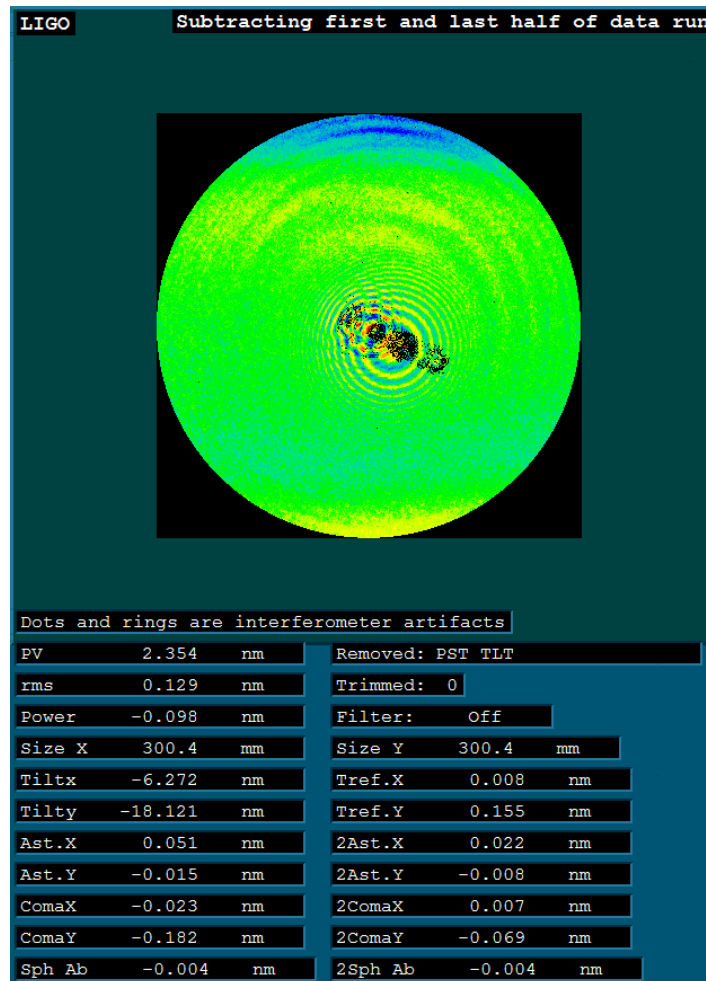 LIGO Subtracting first and last half of data run
Dots and rings are interferometer artifacts
PV 2.354 nm Removed: PST TLT
rms 0.129 nm Trimmed: 0
Power -0.098 nm Filter: Off
Size X 300.4 mm Size Y 300.4 mm
Tiltx -6.272 nm Tref.X 0.008 nm
Tilty -18.121 nm Tref.Y 0.155 nm
Ast.X 0.051 nm 2Ast.X 0.022 nm
Ast.Y -0.015 nm 2Ast.Y -0.008 nm
ComaX -0.023 nm 2ComaX 0.007 nm
ComaY -0.182 nm 2ComaY -0.069 nm
Sph Ab -0.004 nm 2Sph Ab -0.004 nm